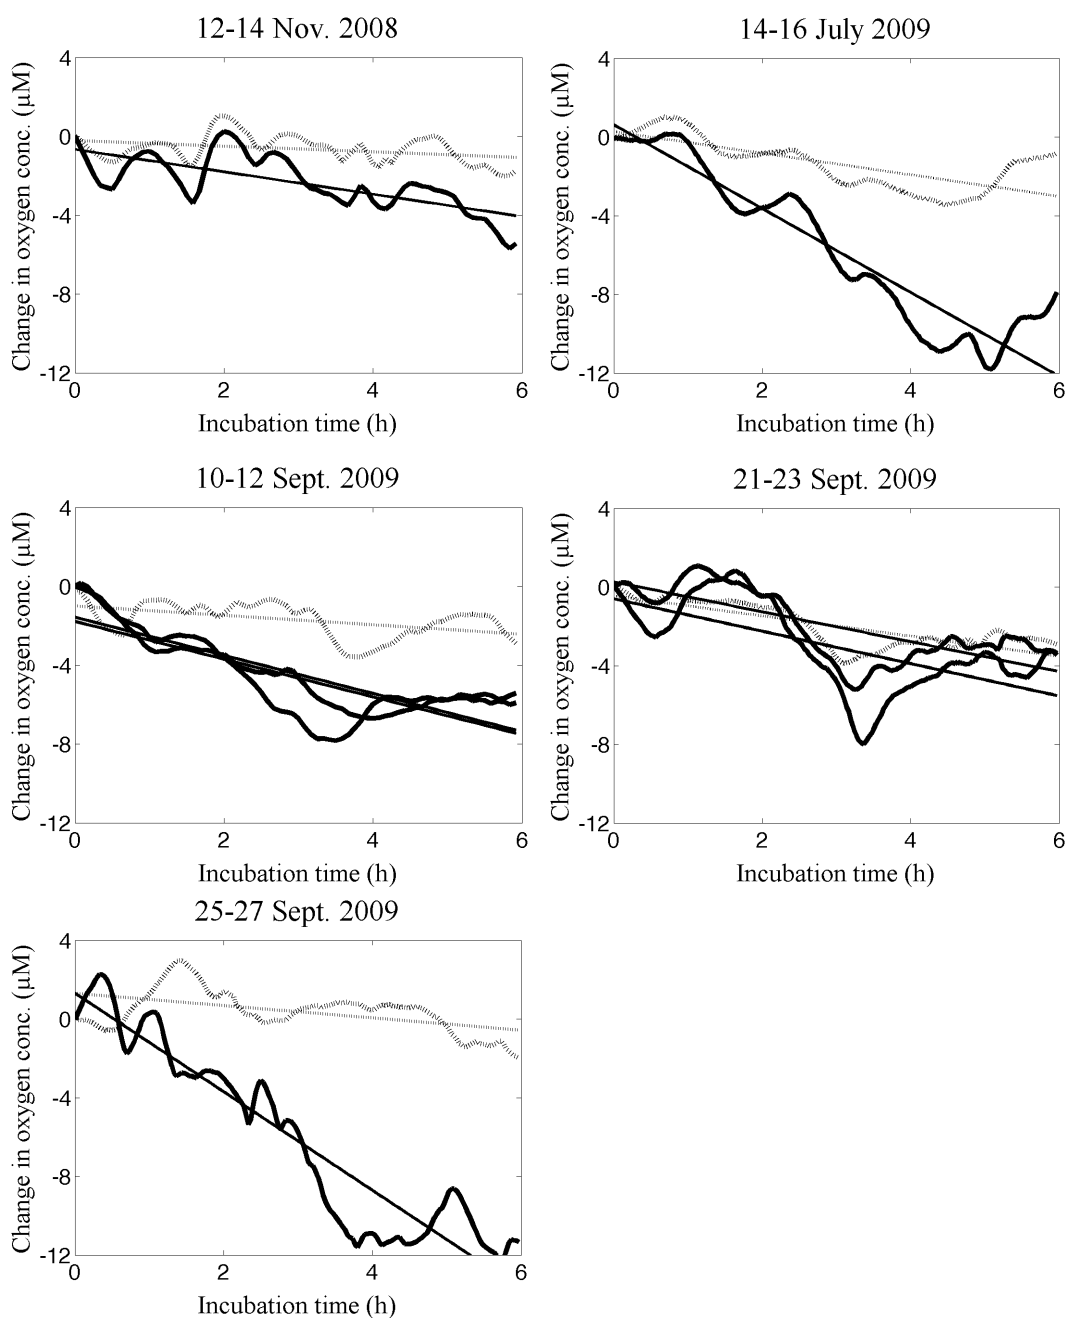 12-14 Nov. 2008
4
0
-4
-8
-12
0 2 4 6
Change in oxygen conc. (µM)
Incubation time (h)
14-16 July 2009
4
0
-4
-8
-12
0 2 4 6
Change in oxygen conc. (µM)
Incubation time (h)
10-12 Sept. 2009
4
0
-4
-8
-12
0 2 4 6
Change in oxygen conc. (µM)
Incubation time (h)
21-23 Sept. 2009
4
0
-4
-8
-12
0 2 4 6
Change in oxygen conc. (µM)
Incubation time (h)
25-27 Sept. 2009
4
0
-4
-8
-12
0 2 4 6
Change in oxygen conc. (µM)
Incubation time (h)